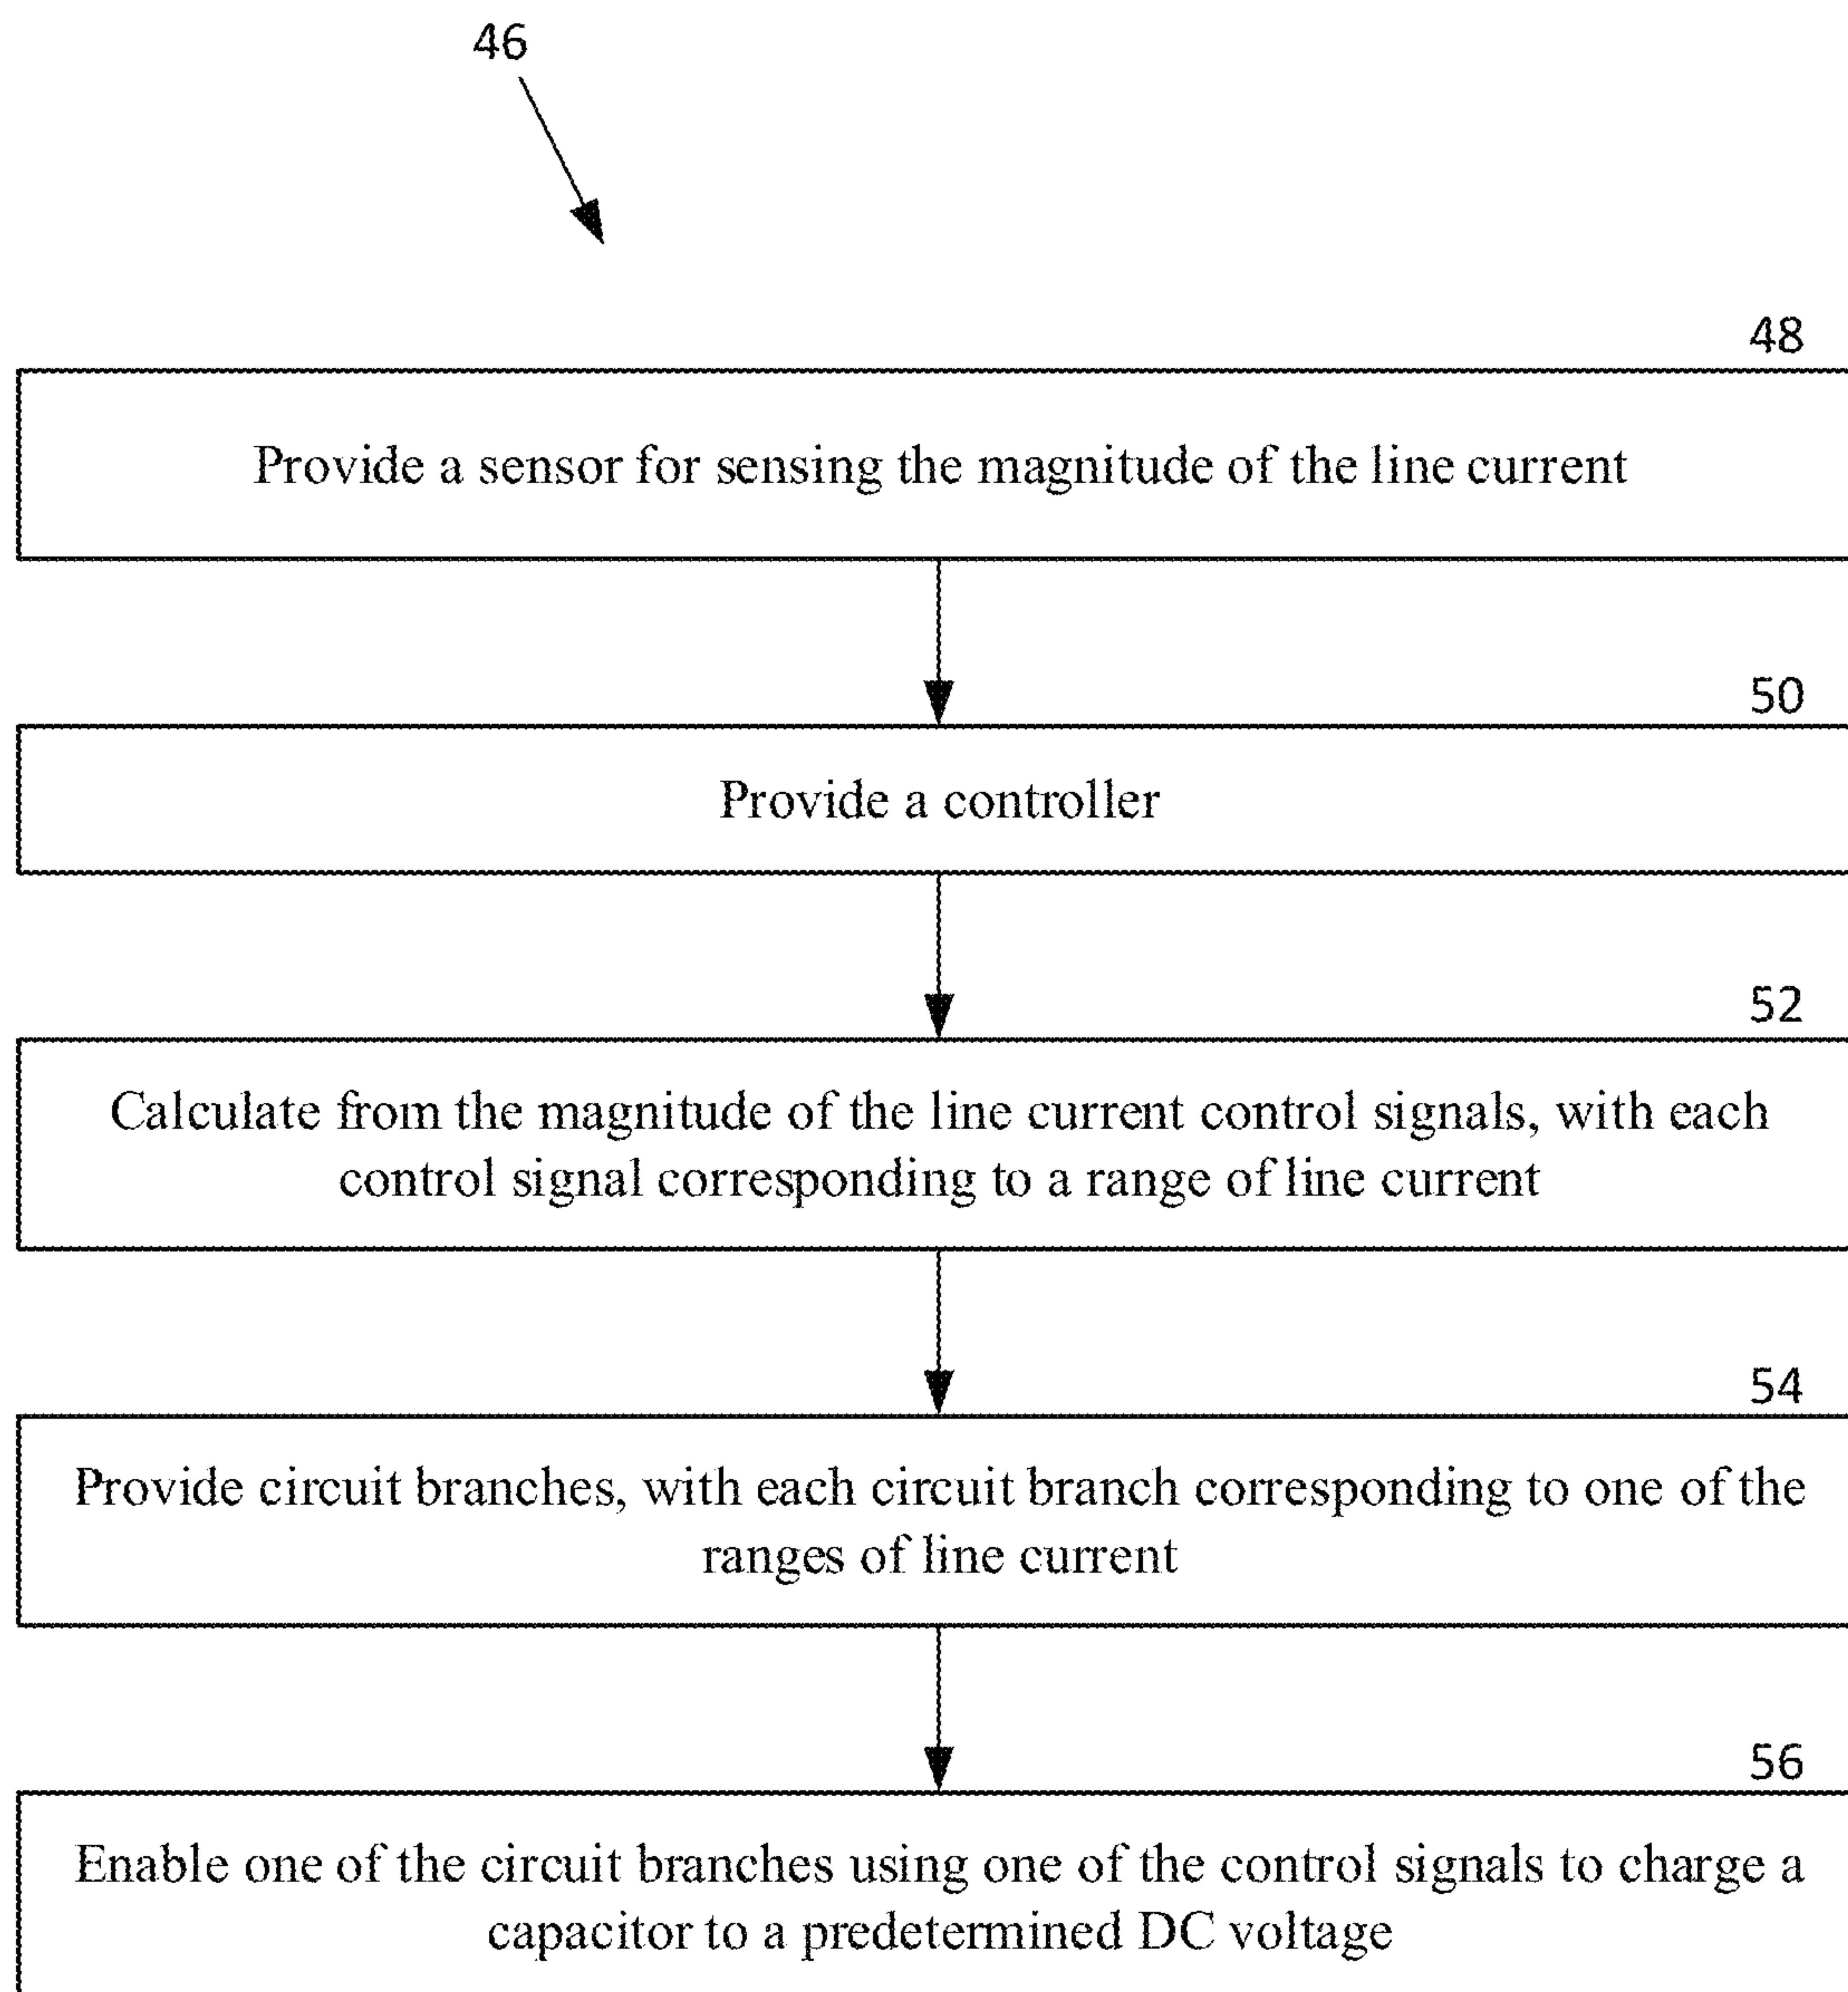 46
48
Provide a sensor for sensing the magnitude of the line current
50
Provide a controller
52
Calculate from the magnitude of the line current control signals, with each
control signal corresponding to a range of line current
54
Provide circuit branches, with each circuit branch corresponding to one of the
ranges of line current
56
Enable one of the circuit branches using one of the control signals to charge a
capacitor to a predetermined DC voltage